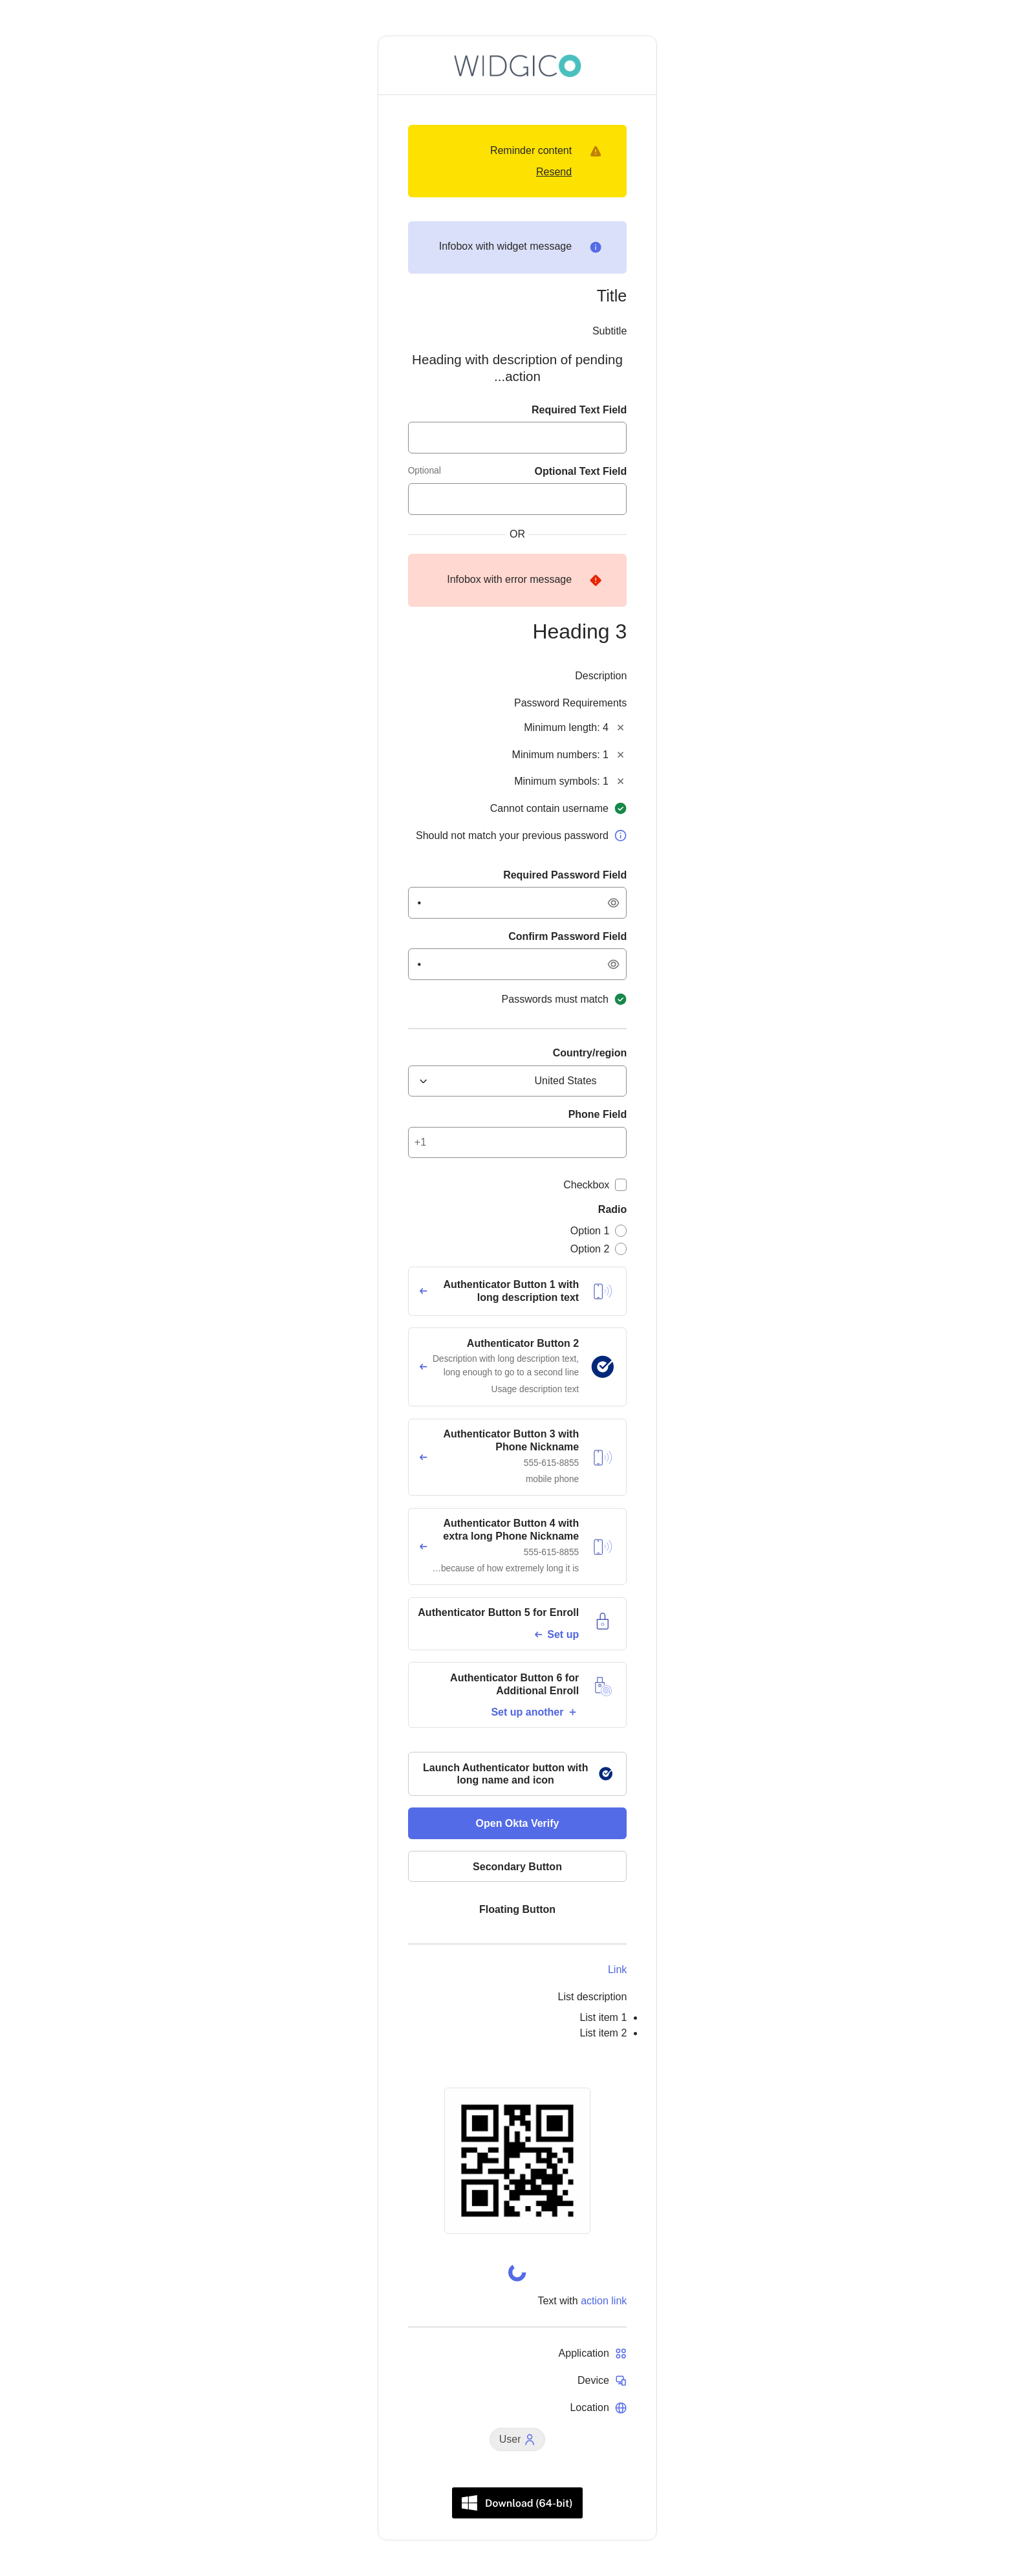 WIDGICO
Reminder content
Resend
Infobox with widget message
Title
Subtitle
Heading with description of pending
...action
Required Text Field
Optional Text Field
Optional
OR
Infobox with error message
Heading 3
Description
Password Requirements
Minimum length: 4
Minimum numbers: 1
Minimum symbols: 1
Cannot contain username
Should not match your previous password
Required Password Field
Confirm Password Field
Passwords must match
Country/region
United States
Phone Field
+1
Checkbox
Radio
Option 1
Option 2
Authenticator Button 1 with
long description text
Authenticator Button 2
Description with long description text,
long enough to go to a second line
Usage description text
Authenticator Button 3 with
Phone Nickname
555-615-8855
mobile phone
Authenticator Button 4 with
extra long Phone Nickname
555-615-8855
...because of how extremely long it is
Authenticator Button 5 for Enroll
Set up
Authenticator Button 6 for
Additional Enroll
Set up another
Launch Authenticator button with
long name and icon
Open Okta Verify
Secondary Button
Floating Button
Link
List description
• List item 1
• List item 2
Text with action link
Application
Device
Location
User
Download (64-bit)